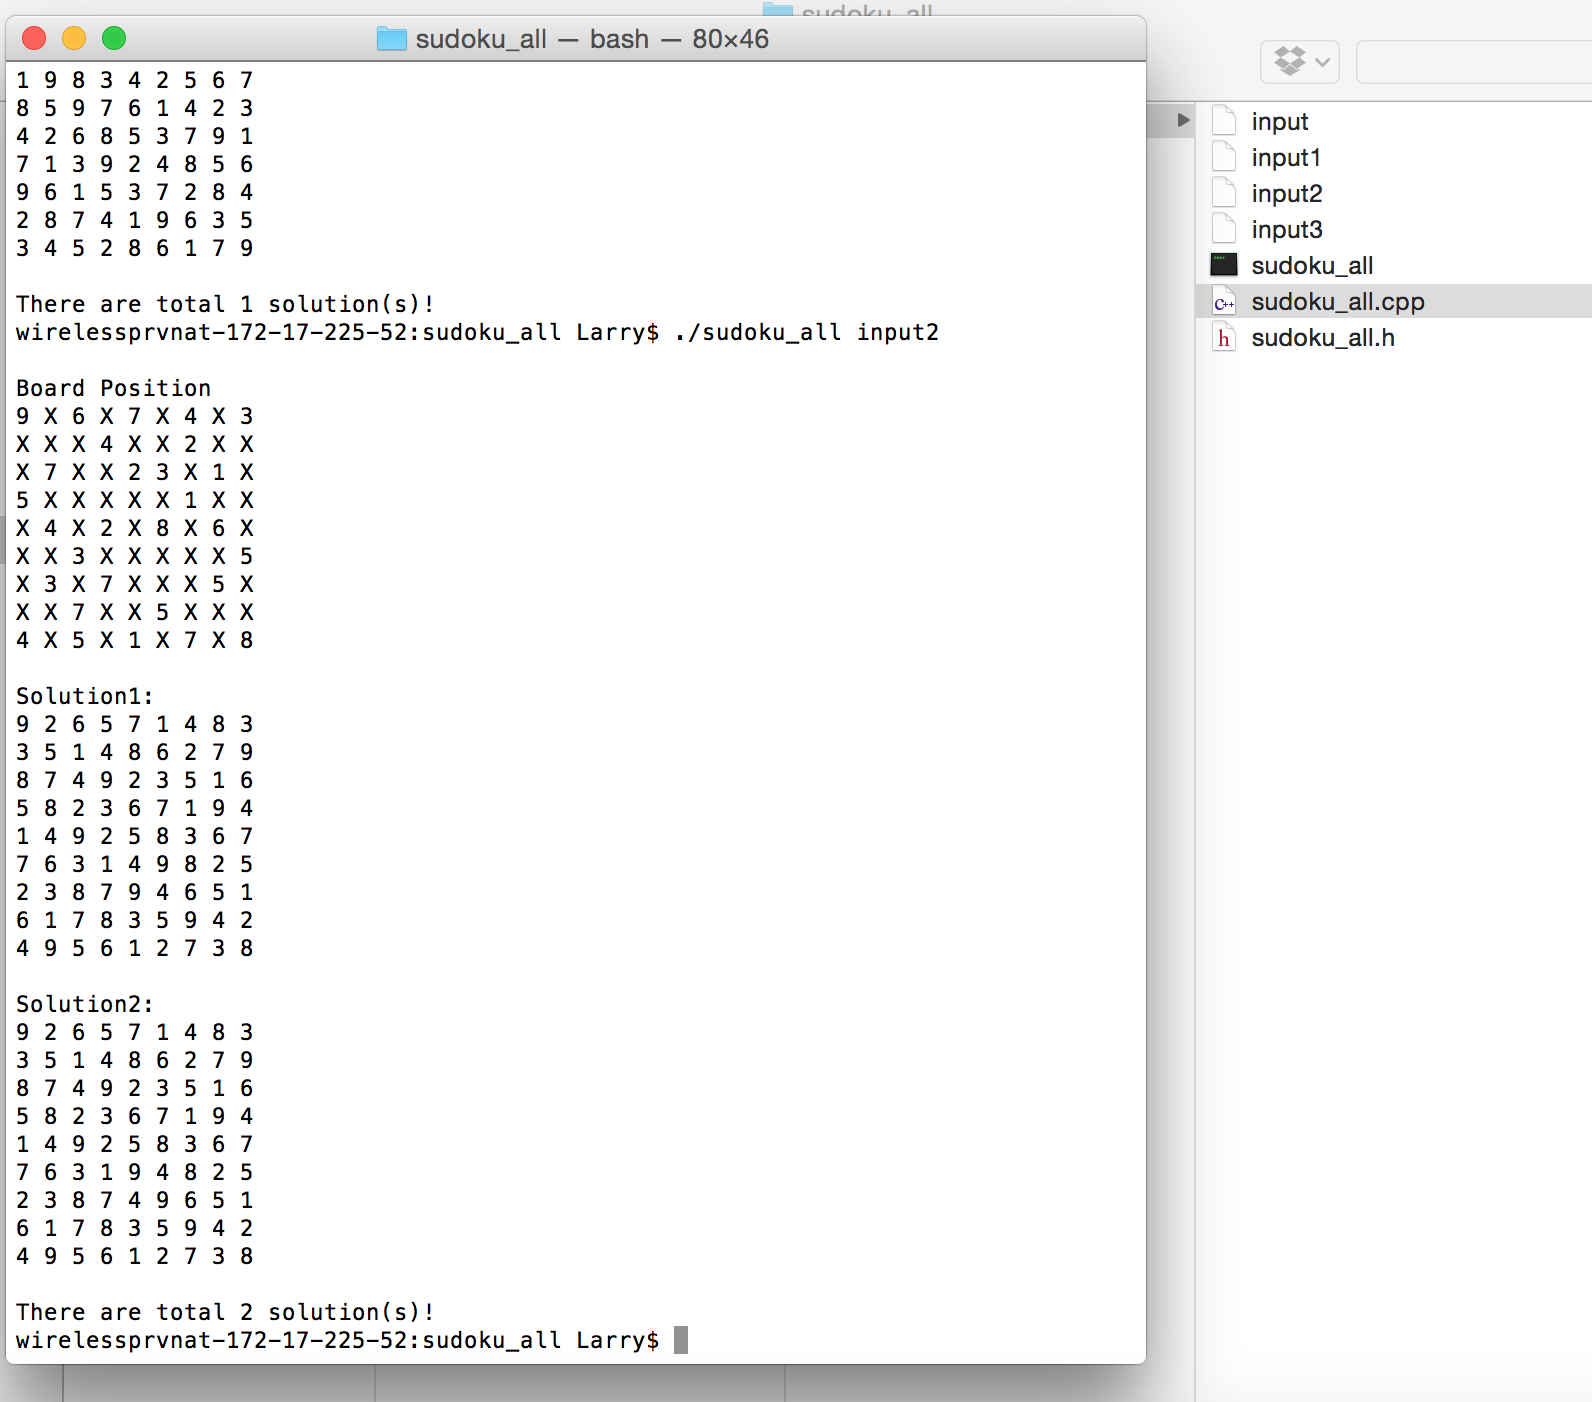 sudoku_all
sudoku_all — bash — 80×46
1 9 8 3 4 2 5 6 7
8 5 9 7 6 1 4 2 3
4 2 6 8 5 3 7 9 1
7 1 3 9 2 4 8 5 6
9 6 1 5 3 7 2 8 4
2 8 7 4 1 9 6 3 5
3 4 5 2 8 6 1 7 9
There are total 1 solution(s)!
wirelessprvnat-172-17-225-52:sudoku_all Larry$ ./sudoku_all input2
Board Position
9 X 6 X 7 X 4 X 3
X X X 4 X X 2 X X
X 7 X X 2 3 X 1 X
5 X X X X X 1 X X
X 4 X 2 X 8 X 6 X
X X 3 X X X X X 5
X 3 X 7 X X X 5 X
X X 7 X X 5 X X X
4 X 5 X 1 X 7 X 8
Solution1:
9 2 6 5 7 1 4 8 3
3 5 1 4 8 6 2 7 9
8 7 4 9 2 3 5 1 6
5 8 2 3 6 7 1 9 4
1 4 9 2 5 8 3 6 7
7 6 3 1 4 9 8 2 5
2 3 8 7 9 4 6 5 1
6 1 7 8 3 5 9 4 2
4 9 5 6 1 2 7 3 8
Solution2:
9 2 6 5 7 1 4 8 3
3 5 1 4 8 6 2 7 9
8 7 4 9 2 3 5 1 6
5 8 2 3 6 7 1 9 4
1 4 9 2 5 8 3 6 7
7 6 3 1 9 4 8 2 5
2 3 8 7 4 9 6 5 1
6 1 7 8 3 5 9 4 2
4 9 5 6 1 2 7 3 8
There are total 2 solution(s)!
wirelessprvnat-172-17-225-52:sudoku_all Larry$
input
input1
input2
input3
sudoku_all
C++ sudoku_all.cpp
h sudoku_all.h